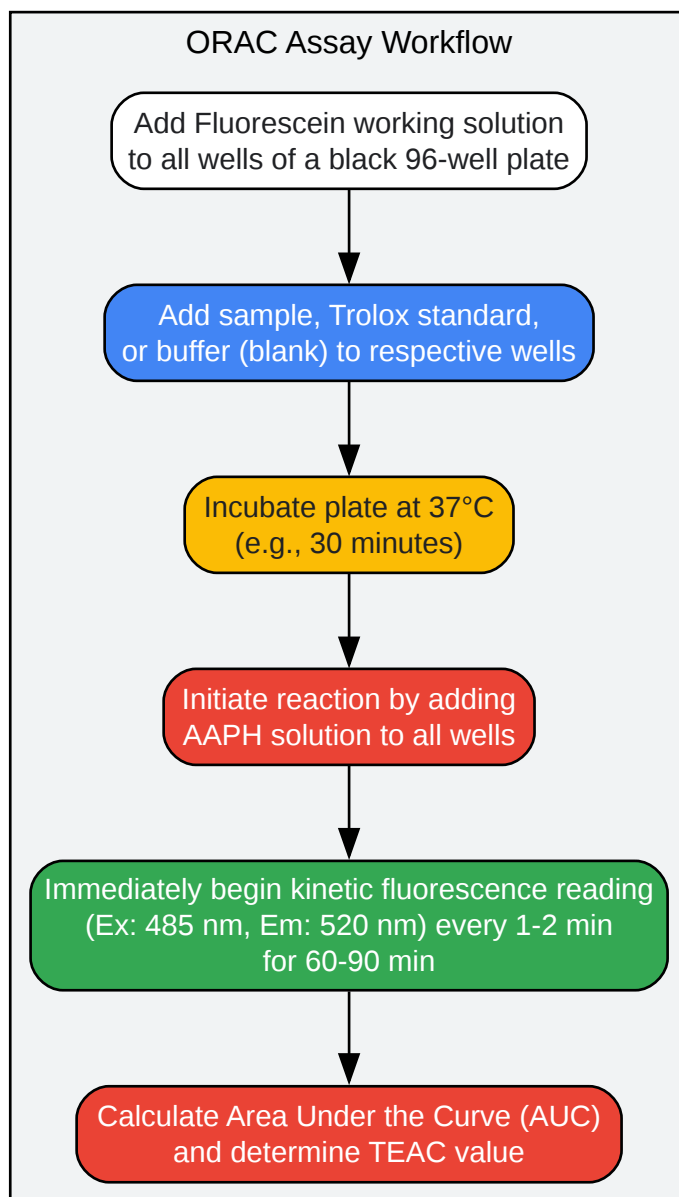 ORAC Assay Workflow
Add Fluorescein working solution
to all wells of a black 96-well plate
Add sample, Trolox standard,
or buffer (blank) to respective wells
Incubate plate at 37°C
(e.g., 30 minutes)
Initiate reaction by adding
AAPH solution to all wells
Immediately begin kinetic fluorescence reading
(Ex: 485 nm, Em: 520 nm) every 1-2 min
for 60-90 min
Calculate Area Under the Curve (AUC)
and determine TEAC value